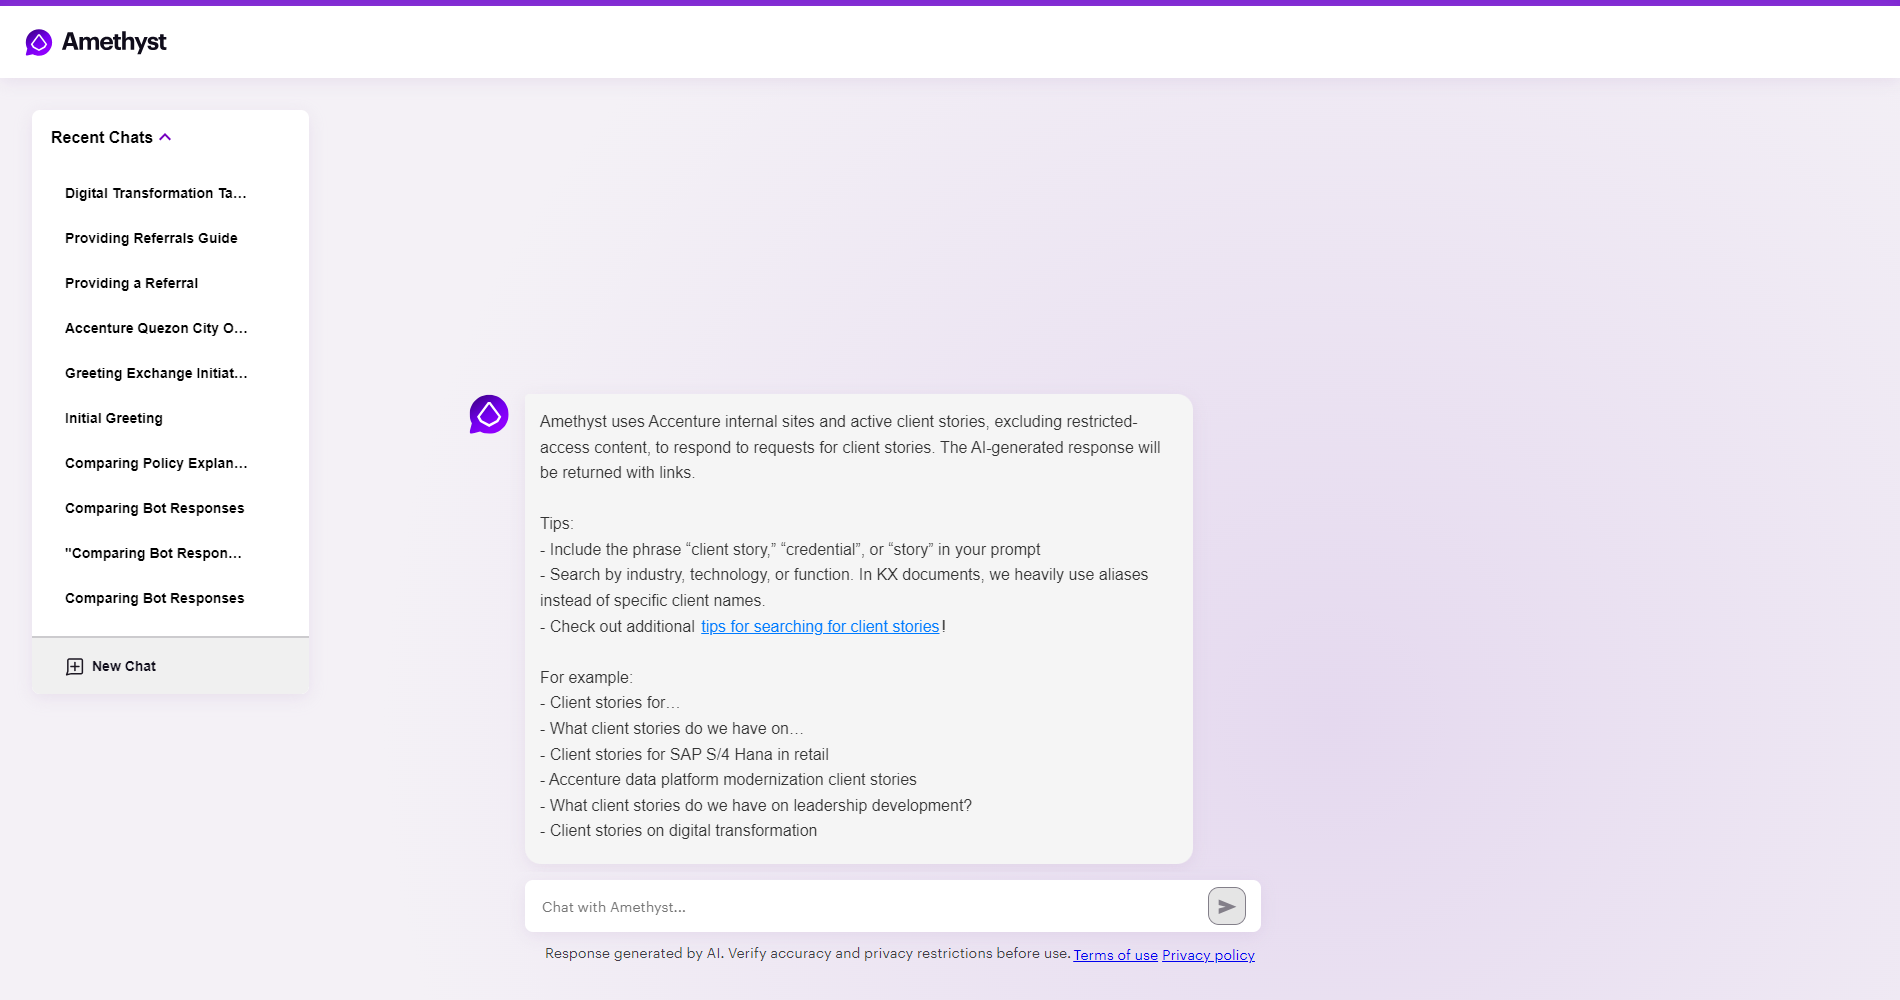 Amethyst
Recent Chats
Digital Transformation Ta...
Providing Referrals Guide
Providing a Referral
Accenture Quezon City O...
Greeting Exchange Initiat...
Initial Greeting
Comparing Policy Explan...
Comparing Bot Responses
"Comparing Bot Respon...
Comparing Bot Responses
New Chat
Amethyst uses Accenture internal sites and active client stories, excluding restricted-
access content, to respond to requests for client stories. The AI-generated response will
be returned with links.
Tips:
- Include the phrase “client story,” “credential”, or “story” in your prompt
- Search by industry, technology, or function. In KX documents, we heavily use aliases
instead of specific client names.
- Check out additional tips for searching for client stories!
For example:
- Client stories for…
- What client stories do we have on…
- Client stories for SAP S/4 Hana in retail
- Accenture data platform modernization client stories
- What client stories do we have on leadership development?
- Client stories on digital transformation
Chat with Amethyst...
Response generated by AI. Verify accuracy and privacy restrictions before use. Terms of use Privacy policy